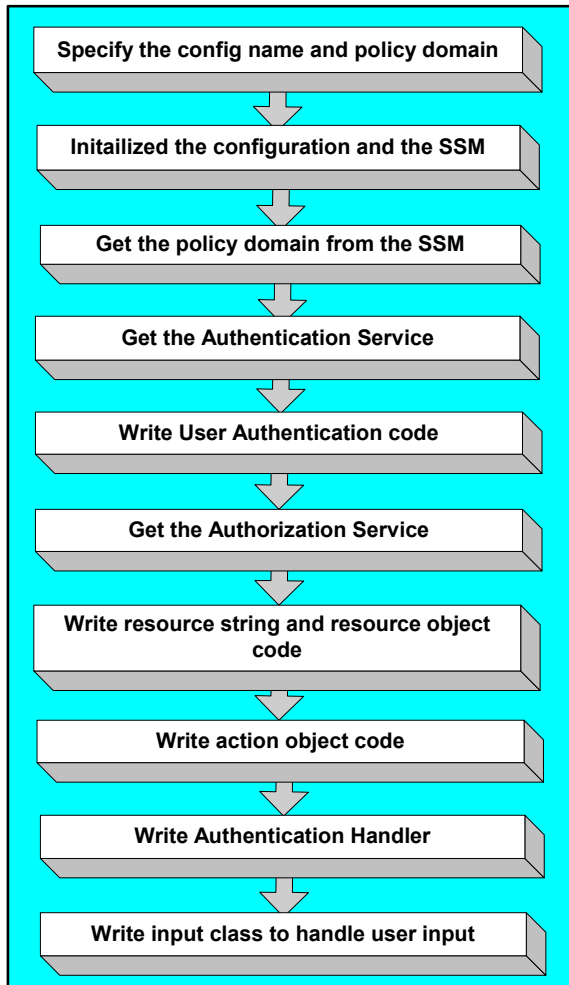 Specify the config name and policy domain
Initailized the configuration and the SSM
Get the policy domain from the SSM
Get the Authentication Service
Write User Authentication code
Get the Authorization Service
Write resource string and resource object
code
Write action object code
Write Authentication Handler
Write input class to handle user input